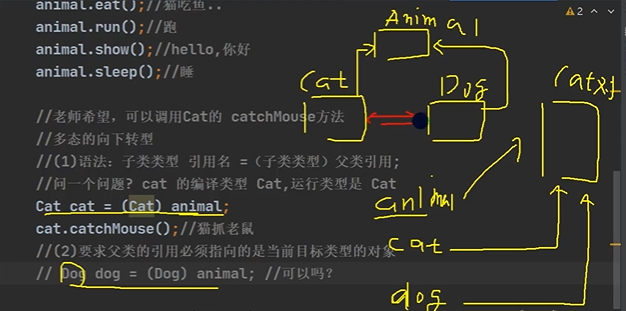 animal.eat();//猫吃鱼..
animal.run();//跑
animal.show();//hello,你好
animal.sleep();//睡
//老师希望，可以调用Cat的 catchMouse方法
//多态的向下转型
//(1)语法：子类类型 引用名 =（子类类型）父类引用;
//问一个问题? cat 的编译类型 Cat,运行类型是 Cat
Cat cat = (Cat) animal;
cat.catchMouse();//猫抓老鼠
//(2)要求父类的引用必须指向的是当前目标类型的对象
// Dog dog = (Dog) animal; //可以吗?
2
Animal
Cat
Dog
animal
cat
dog